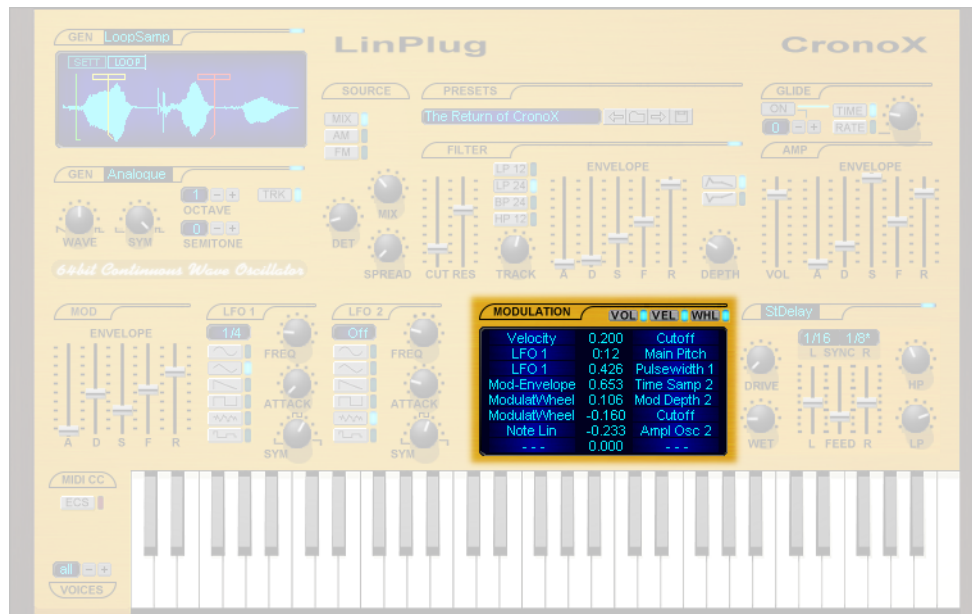 GEN LoopSamp
GETT LOOP
LinPlug
CronoX
SOURCE
MIX
AM
FM
PRESETS
The Return of CronoX
GLIDE
ON
TIME
0 - +
RATE
FILTER
LP 12
LP 24
BP 24
HP 12
ENVELOPE
AMP
ENVELOPE
GEN Analogue
1 - +
TRK
OCTAVE
0 - +
WAVE SYM SEMITONE
64bit Continuous Wave Oscillator
MIX
DET
SPREAD
CUT RES TRACK A D S F R DEPTH
VOL A D S F R
MOD
ENVELOPE
A D S F R
LFO 1
1/4
FREQ
ATTACK
SYM
LFO 2
Off
FREQ
ATTACK
SYM
MODULATION VOL VEL WHL
Velocity 0.200 Cutoff
LFO 1 0:12 Main Pitch
LFO 1 0.426 Pulsewidth 1
Mod-Envelope 0.653 Time Samp 2
ModulatWheel 0.106 Mod Depth 2
ModulatWheel -0.160 Cutoff
Note Lin -0.233 Ampl Osc 2
--- 0.000 ---
StDelay
1/16 1/8*
L SYNC R
DRIVE
HP
WET
L FEED R
LP
MIDI CC
ECS
all - +
VOICES